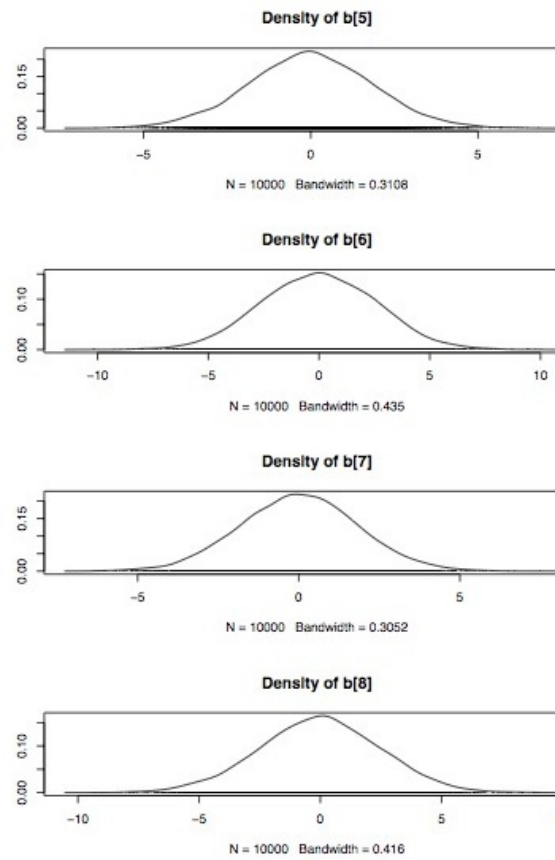 Density of b[5]
0.15
0.00
−5 0 5
N = 10000 Bandwidth = 0.3108
Density of b[6]
0.10
0.00
−10 −5 0 5 10
N = 10000 Bandwidth = 0.435
Density of b[7]
0.15
0.00
−5 0 5
N = 10000 Bandwidth = 0.3052
Density of b[8]
0.10
0.00
−10 −5 0 5
N = 10000 Bandwidth = 0.416